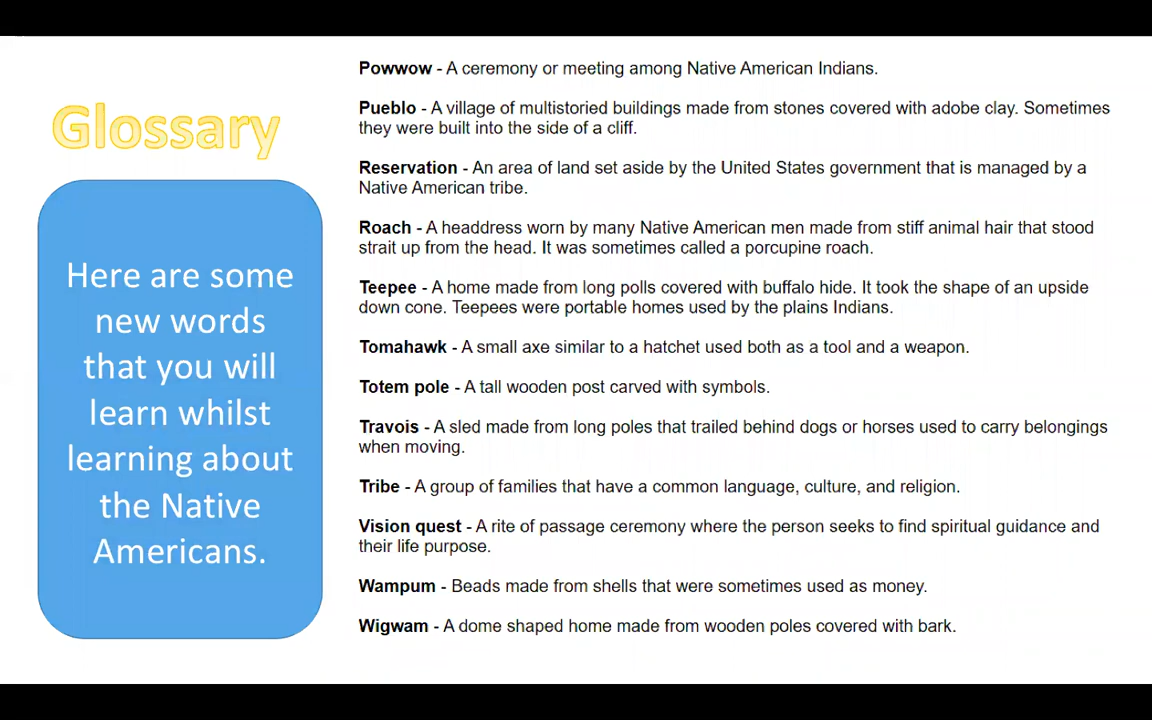 Glossary
Here are some
new words
that you will
learn whilst
learning about
the Native
Americans.
Powwow - A ceremony or meeting among Native American Indians.
Pueblo - A village of multistoried buildings made from stones covered with adobe clay. Sometimes
they were built into the side of a cliff.
Reservation - An area of land set aside by the United States government that is managed by a
Native American tribe.
Roach - A headdress worn by many Native American men made from stiff animal hair that stood
strait up from the head. It was sometimes called a porcupine roach.
Teepee - A home made from long polls covered with buffalo hide. It took the shape of an upside
down cone. Teepees were portable homes used by the plains Indians.
Tomahawk - A small axe similar to a hatchet used both as a tool and a weapon.
Totem pole - A tall wooden post carved with symbols.
Travois - A sled made from long poles that trailed behind dogs or horses used to carry belongings
when moving.
Tribe - A group of families that have a common language, culture, and religion.
Vision quest - A rite of passage ceremony where the person seeks to find spiritual guidance and
their life purpose.
Wampum - Beads made from shells that were sometimes used as money.
Wigwam - A dome shaped home made from wooden poles covered with bark.